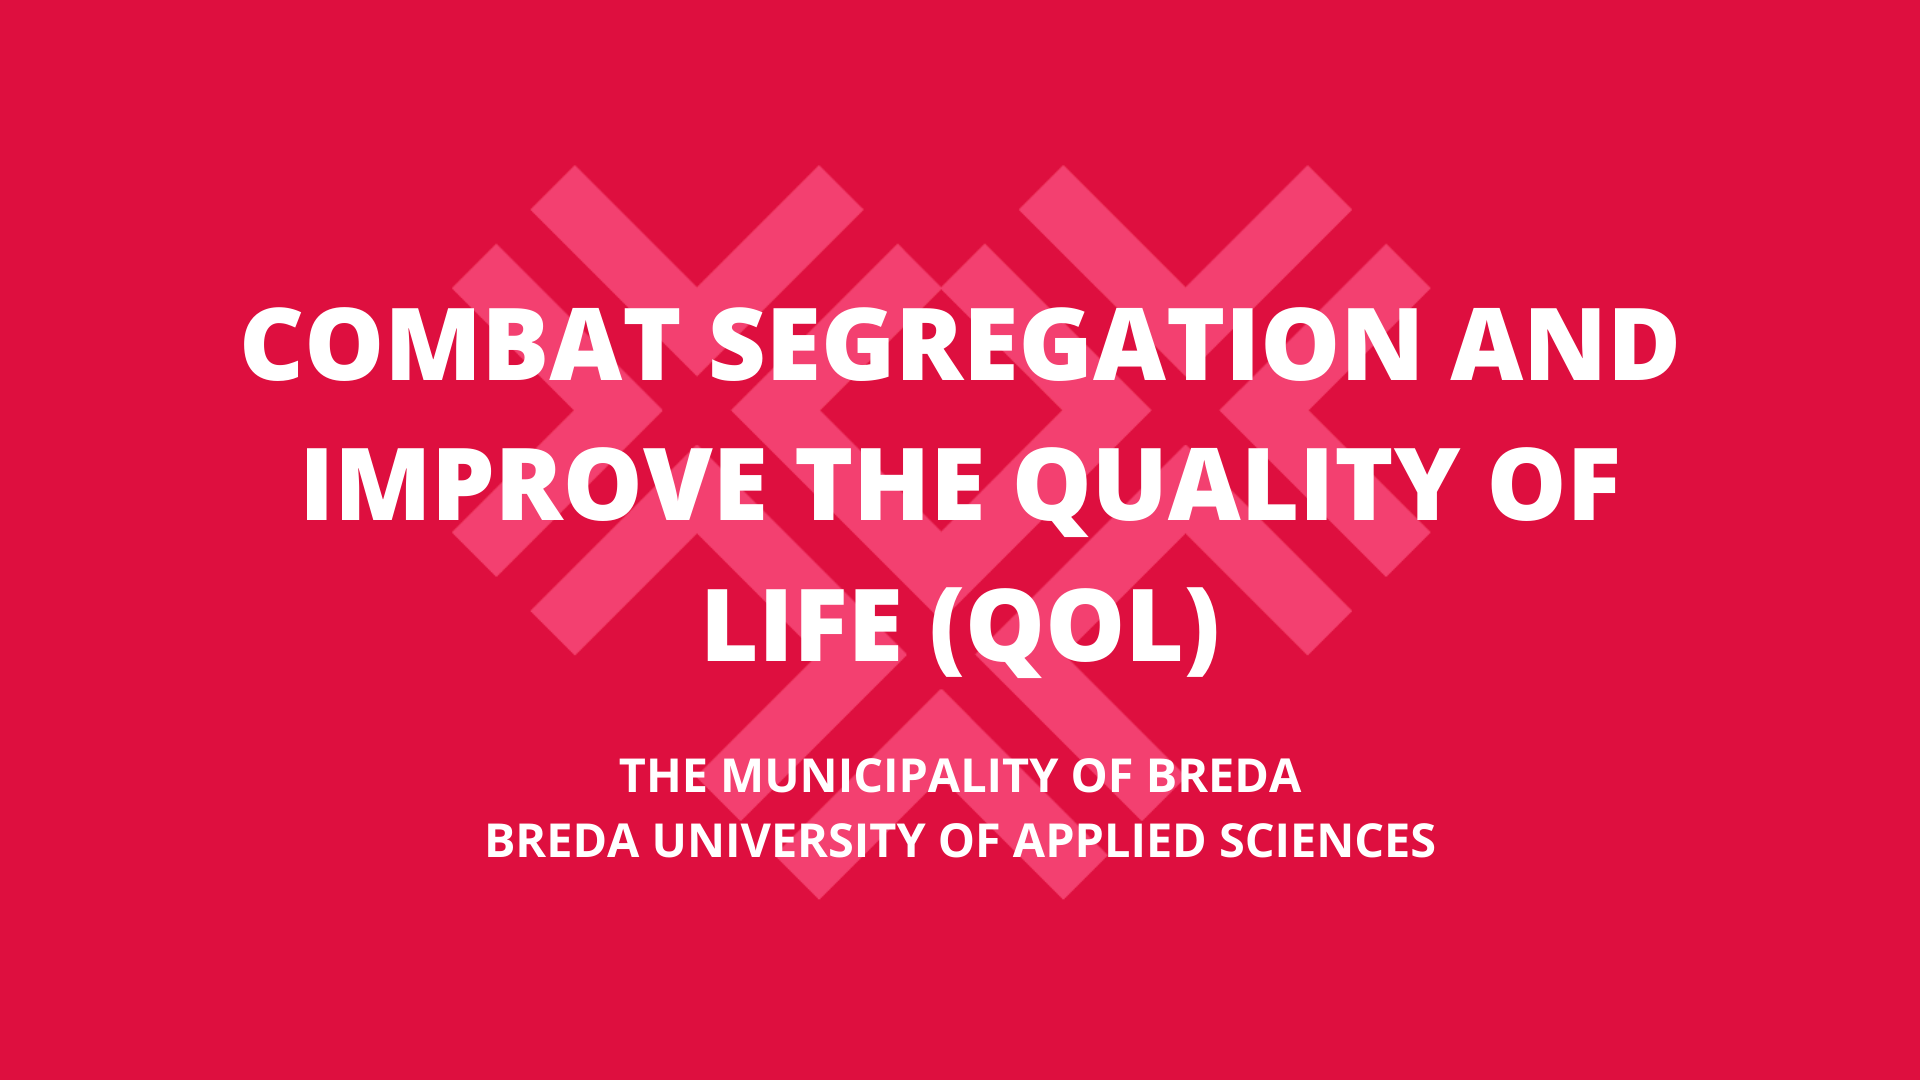 COMBAT SEGREGATION AND
IMPROVE THE QUALITY OF
LIFE (QOL)
THE MUNICIPALITY OF BREDA
BREDA UNIVERSITY OF APPLIED SCIENCES